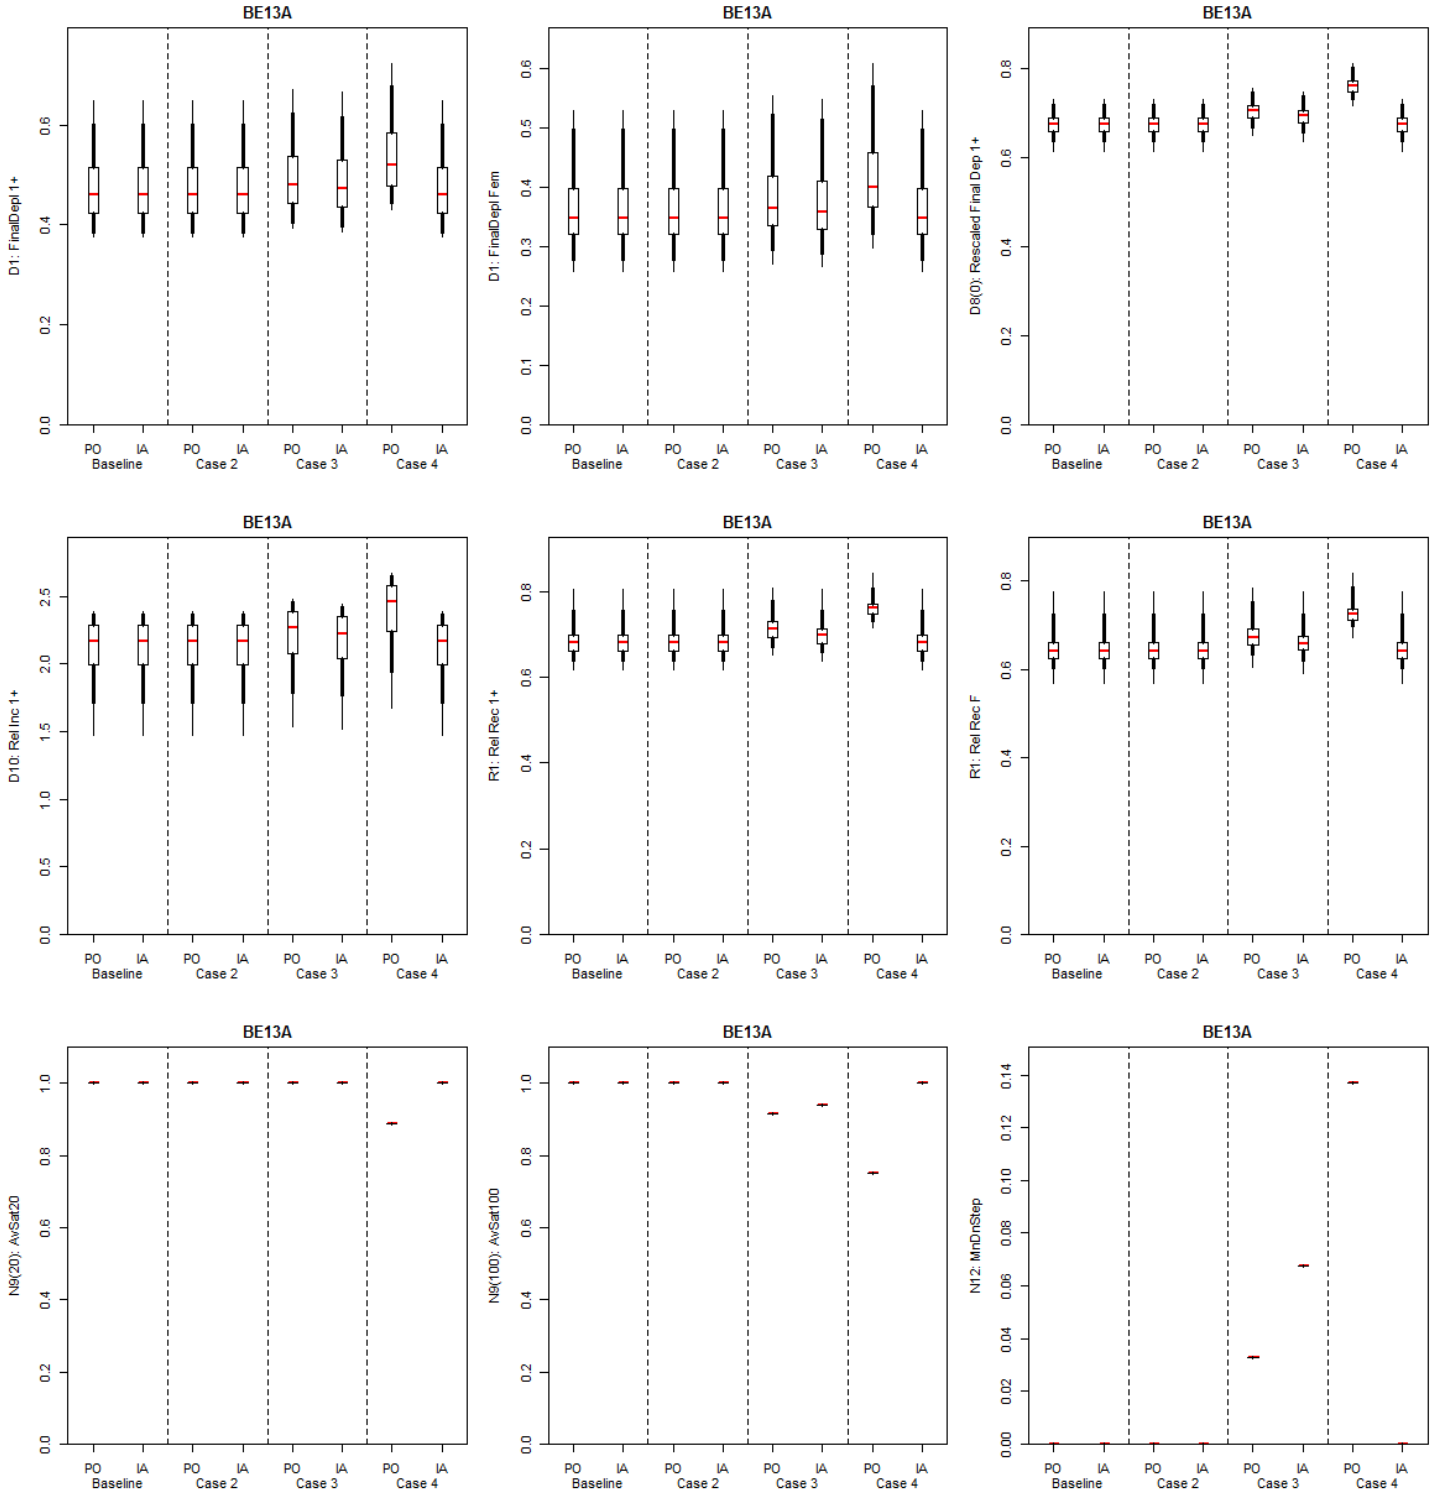 BE13A
D1: FinalDepl 1+
0.0 0.2 0.4 0.6
PO IA PO IA PO IA PO IA
Baseline Case 2 Case 3 Case 4
BE13A
D1: FinalDepl Fem
0.0 0.1 0.2 0.3 0.4 0.5 0.6
PO IA PO IA PO IA PO IA
Baseline Case 2 Case 3 Case 4
BE13A
D8(0): Rescaled Final Dep 1+
0.0 0.2 0.4 0.6 0.8
PO IA PO IA PO IA PO IA
Baseline Case 2 Case 3 Case 4
BE13A
D10: Rel Inc 1+
0.0 0.5 1.0 1.5 2.0 2.5
PO IA PO IA PO IA PO IA
Baseline Case 2 Case 3 Case 4
BE13A
R1: Rel Rec 1+
0.0 0.2 0.4 0.6 0.8
PO IA PO IA PO IA PO IA
Baseline Case 2 Case 3 Case 4
BE13A
R1: Rel Rec F
0.0 0.2 0.4 0.6 0.8
PO IA PO IA PO IA PO IA
Baseline Case 2 Case 3 Case 4
BE13A
N9(20): AvSat20
0.0 0.2 0.4 0.6 0.8 1.0
PO IA PO IA PO IA PO IA
Baseline Case 2 Case 3 Case 4
BE13A
N9(100): AvSat100
0.0 0.2 0.4 0.6 0.8 1.0
PO IA PO IA PO IA PO IA
Baseline Case 2 Case 3 Case 4
BE13A
N12: MnDnStep
0.00 0.02 0.04 0.06 0.08 0.10 0.12 0.14
PO IA PO IA PO IA PO IA
Baseline Case 2 Case 3 Case 4